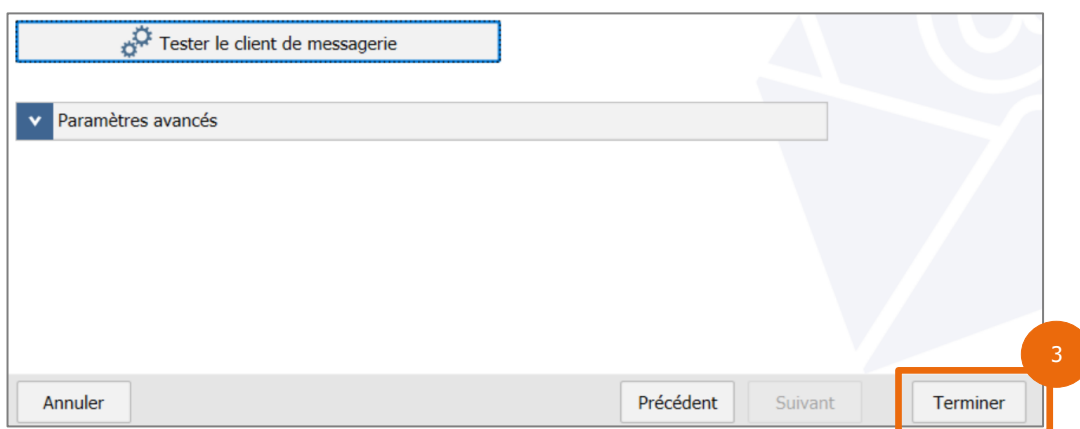 Tester le client de messagerie
Paramètres avancés
3
Annuler
Précédent
Suivant
Terminer